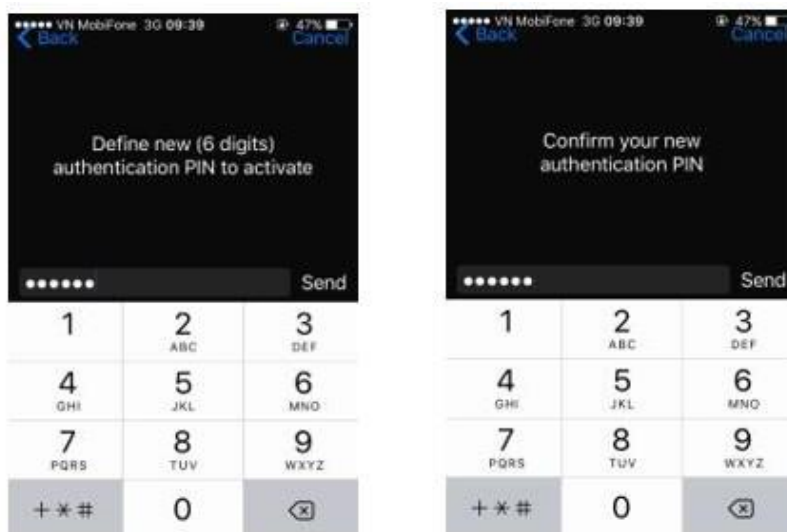 VN MobiFone 3G 09:39 47%
Back Cancel
Define new (6 digits)
authentication PIN to activate
Send
1 2 3
ABC DEF
4 5 6
GHI JKL MNO
7 8 9
PQRS TUV WXYZ
+*# 0
VN MobiFone 3G 09:39 47%
Back Cancel
Confirm your new
authentication PIN
Send
1 2 3
ABC DEF
4 5 6
GHI JKL MNO
7 8 9
PQRS TUV WXYZ
+*# 0